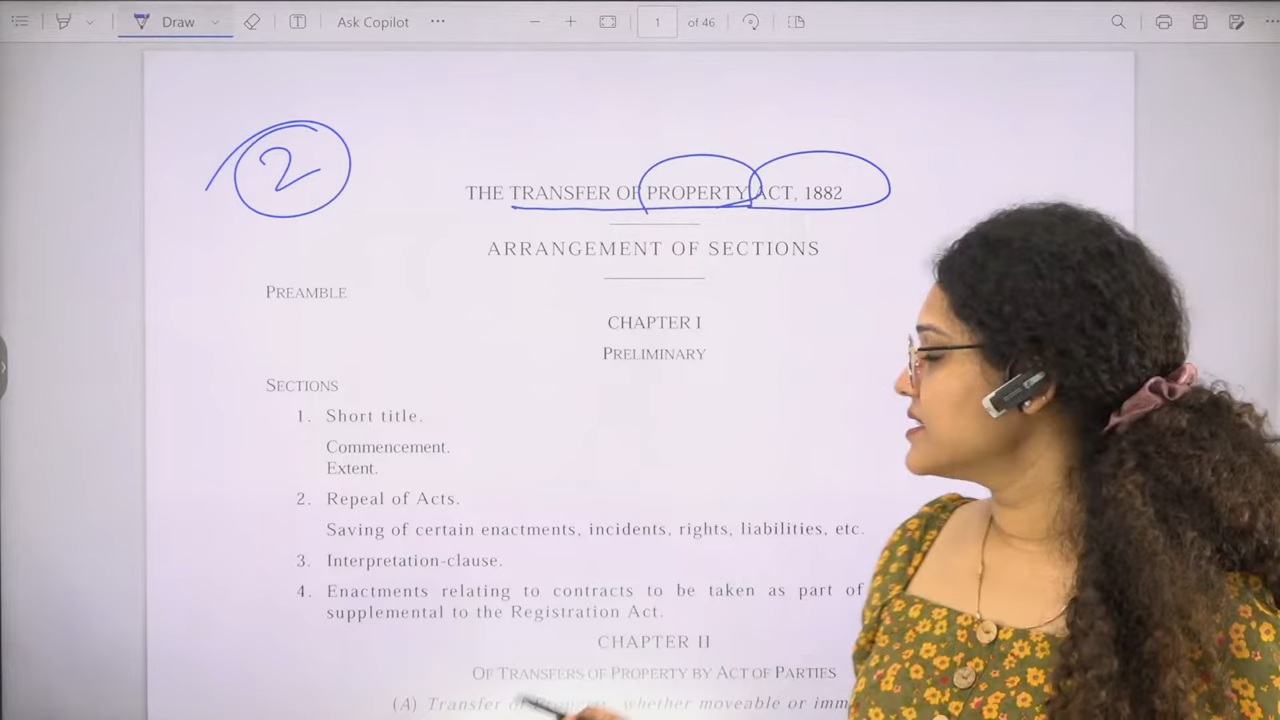 Draw
Ask Copilot
1 of 46
2
THE TRANSFER OF PROPERTY ACT, 1882
ARRANGEMENT OF SECTIONS
PREAMBLE
CHAPTER I
PRELIMINARY
SECTIONS
1. Short title.
Commencement.
Extent.
2. Repeal of Acts.
Saving of certain enactments, incidents, rights, liabilities, etc.
3. Interpretation-clause.
4. Enactments relating to contracts to be taken as part of
supplemental to the Registration Act.
CHAPTER II
OF TRANSFERS OF PROPERTY BY ACT OF PARTIES
(A) Transfer of Property, whether moveable or imm